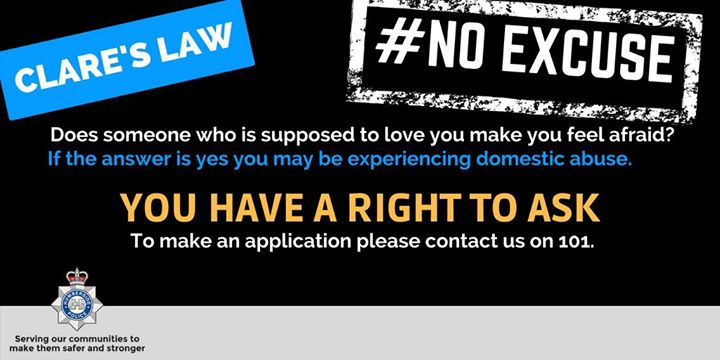 CLARE'S LAW
#NO EXCUSE
Does someone who is supposed to love you make you feel afraid?
If the answer is yes you may be experiencing domestic abuse.
YOU HAVE A RIGHT TO ASK
To make an application please contact us on 101.
HUMBERSIDE
POLICE
Serving our communities to
make them safer and stronger